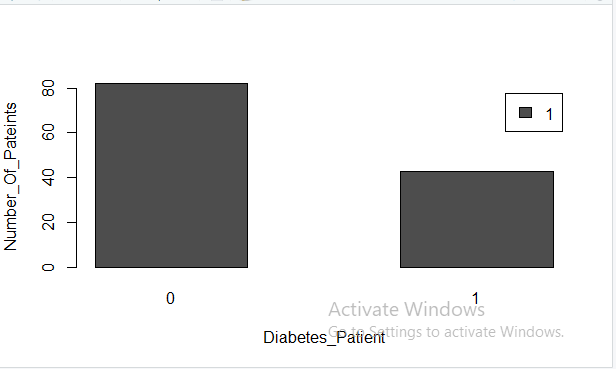 Number_Of_Pateints
80
60
40
20
0
1
0
1
Diabetes_Patient
Activate Windows
Go to Settings to activate Windows.